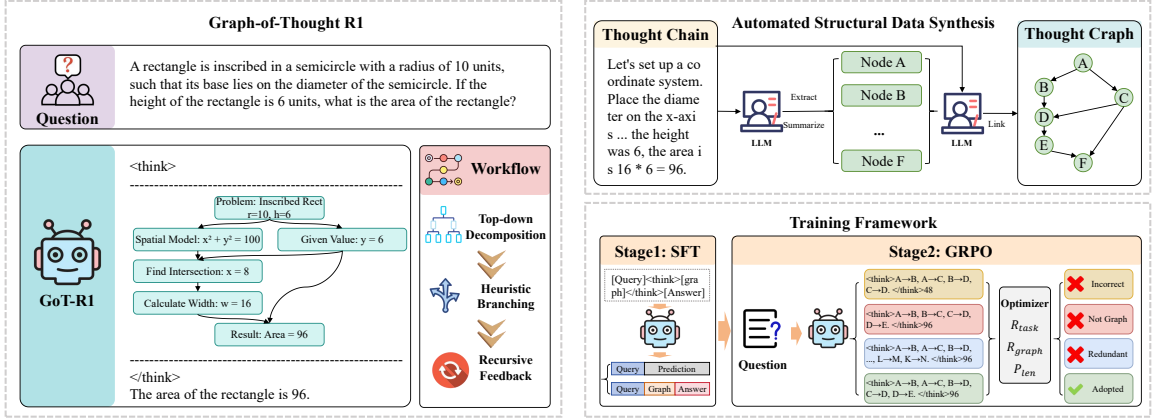 Graph-of-Thought R1
?
Question
A rectangle is inscribed in a semicircle with a radius of 10 units,
such that its base lies on the diameter of the semicircle. If the
height of the rectangle is 6 units, what is the area of the rectangle?
GoT-R1
<think>
Problem: Inscribed Rect
r=10, h=6
Spatial Model: x² + y² = 100
Given Value: y = 6
Find Intersection: x = 8
Calculate Width: w = 16
Result: Area = 96
</think>
The area of the rectangle is 96.
Workflow
Top-down
Decomposition
Heuristic
Branching
Recursive
Feedback
Automated Structural Data Synthesis
Thought Chain
Let's set up a co
ordinate system.
Place the diame
ter on the x-axi
s ... the height
was 6, the area i
s 16 * 6 = 96.
LLM
Extract
Summarize
Node A
Node B
...
Node F
LLM
Link
Thought Craph
A
B
C
D
E
F
Training Framework
Stage1: SFT
[Query]<think>[gra
ph]</think>[Answer]
Query Prediction
Query Graph Answer
Stage2: GRPO
?
Question
<think>A→B, A→C, B→D,
C→D. </think>48
<think>A→B, B→C, C→D,
D→E. </think>96
<think>A→B, A→C, B→D,
..., L→M, K→N. </think>96
<think>A→B, A→C, B→D,
C→D, D→E. </think>96
Optimizer
R_task
R_graph
P_len
Incorrect
Not Graph
Redundant
Adopted